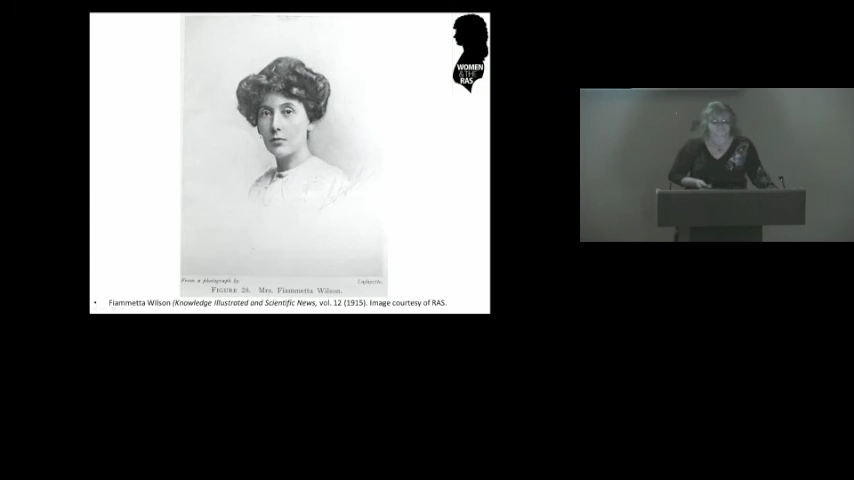 WOMEN
& THE
RAS
From a photograph by Lafayette.
FIGURE 28. Mrs. Fiammetta Wilson.
• Fiammetta Wilson (Knowledge Illustrated and Scientific News, vol. 12 (1915). Image courtesy of RAS.